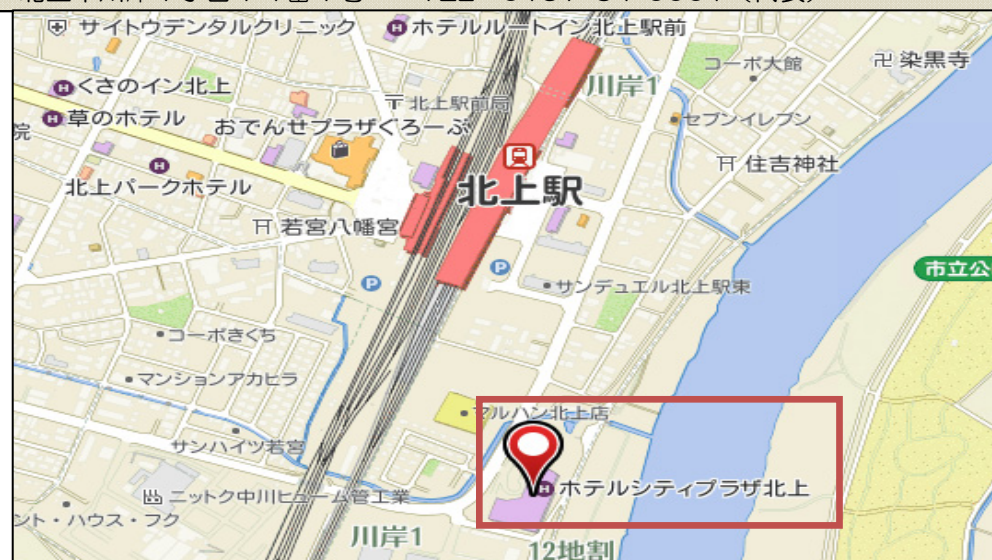 サイトウデンタルクリニック
ホテルルートイン北上駅前
川岸1
コーポ大館
染黒寺
くさのイン北上
〒北上駅前局
草のホテル
おでんせプラザぐろーぶ
セブンイレブン
院
北上パークホテル
北上駅
住吉神社
若宮八幡宮
P
P
サンデュエル北上駅東
市立公
コーポきくち
マンションアカヒラ
マルハン北上店
サンハイツ若宮
ホテルシティプラザ北上
ニットク中川ヒューム管工業
ント・ハウス・フク
川岸1
12地割